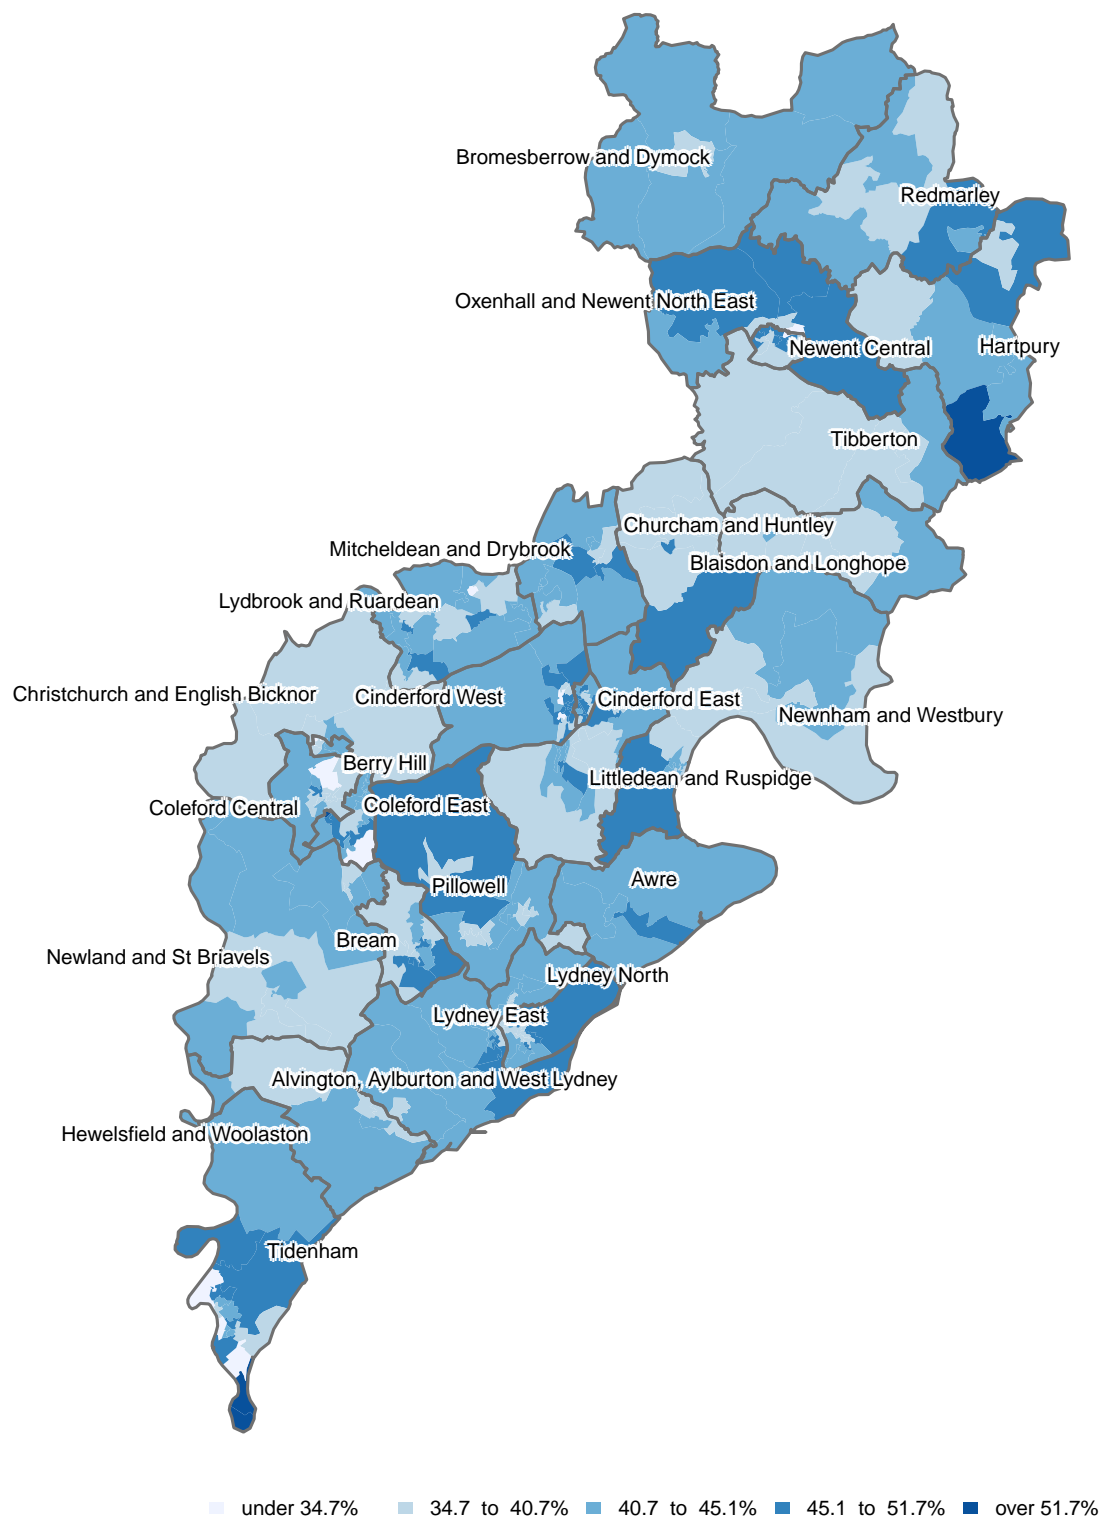 Bromesberrow and Dymock
Redmarley
Oxenhall and Newent North East
Newent Central
Hartpury
Tibberton
Churcham and Huntley
Mitcheldean and Drybrook
Blaisdon and Longhope
Lydbrook and Ruardean
Christchurch and English Bicknor
Cinderford West
Cinderford East
Newnham and Westbury
Berry Hill
Littledean and Ruspidge
Coleford Central
Coleford East
Awre
Pillowell
Bream
Newland and St Briavels
Lydney North
Lydney East
Alvington, Aylburton and West Lydney
Hewelsfield and Woolaston
Tidenham
under 34.7% 34.7 to 40.7% 40.7 to 45.1% 45.1 to 51.7% over 51.7%